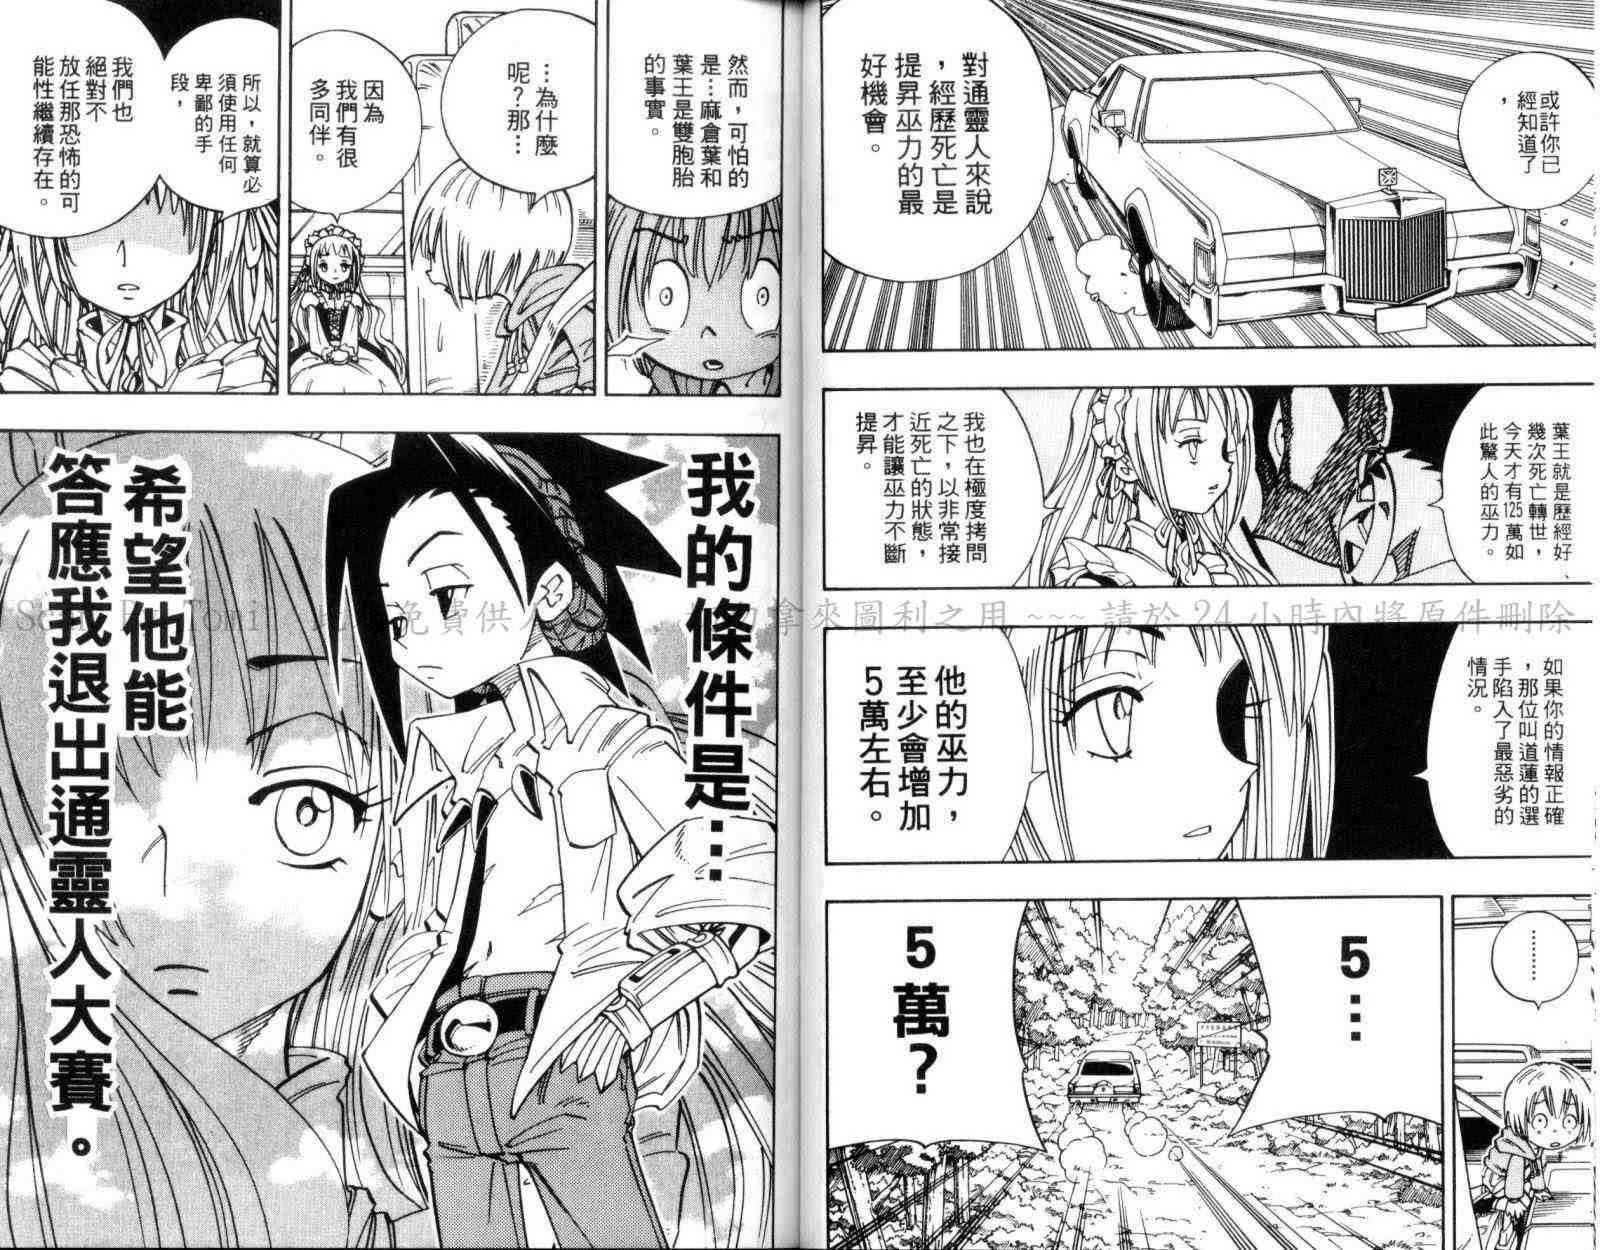 或許你已
經知道了
，
對通靈人來說
，經歷死亡是
提昇巫力的最
好機會。
葉王就是歷經好
幾次死亡轉世，
今天才有125萬如
此驚人的巫力。
我也在極度拷問
之下，以非常接
近死亡的狀態，
才能讓巫力不斷
提昇。
如果你的情報正確
，那位叫道蓮的選
手陷入了最惡劣的
情況。
他的巫力，
至少會增加
5萬左右。
………
5…
5萬？
然而，可怕的
是…麻倉葉和
葉王是雙胞胎
的事實。
…為什麼
呢？那…
因為
我們有很
多同伴。
所以，就算必
須使用任何
卑鄙的手
段，
我們也
絕對不
放任那恐怖的可
能性繼續存在。
我的條件是……
希望他能
答應我退出通靈人大賽。
免費供
拿來圖利之用 ~~~ 請於 24 小時內將原件刪除